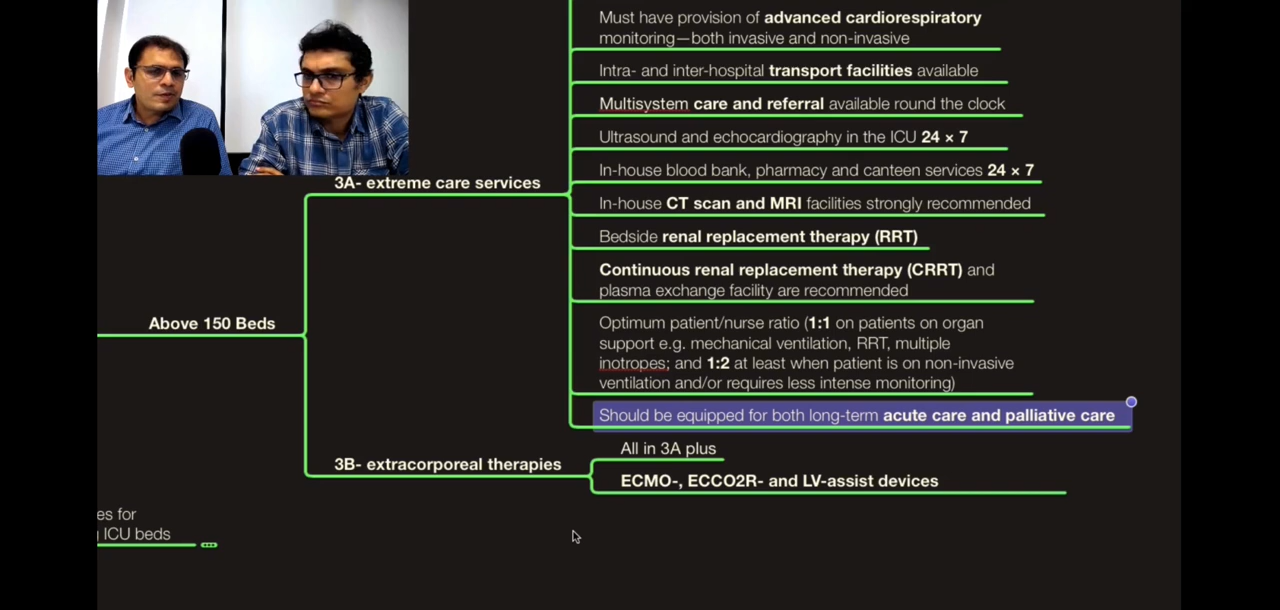 Must have provision of advanced cardiorespiratory
monitoring—both invasive and non-invasive
Intra- and inter-hospital transport facilities available
Multisystem care and referral available round the clock
Ultrasound and echocardiography in the ICU 24 × 7
In-house blood bank, pharmacy and canteen services 24 × 7
3A- extreme care services
In-house CT scan and MRI facilities strongly recommended
Bedside renal replacement therapy (RRT)
Continuous renal replacement therapy (CRRT) and
plasma exchange facility are recommended
Above 150 Beds
Optimum patient/nurse ratio (1:1 on patients on organ
support e.g. mechanical ventilation, RRT, multiple
inotropes; and 1:2 at least when patient is on non-invasive
ventilation and/or requires less intense monitoring)
Should be equipped for both long-term acute care and palliative care
3B- extracorporeal therapies
All in 3A plus
ECMO-, ECCO2R- and LV-assist devices
es for
ICU beds